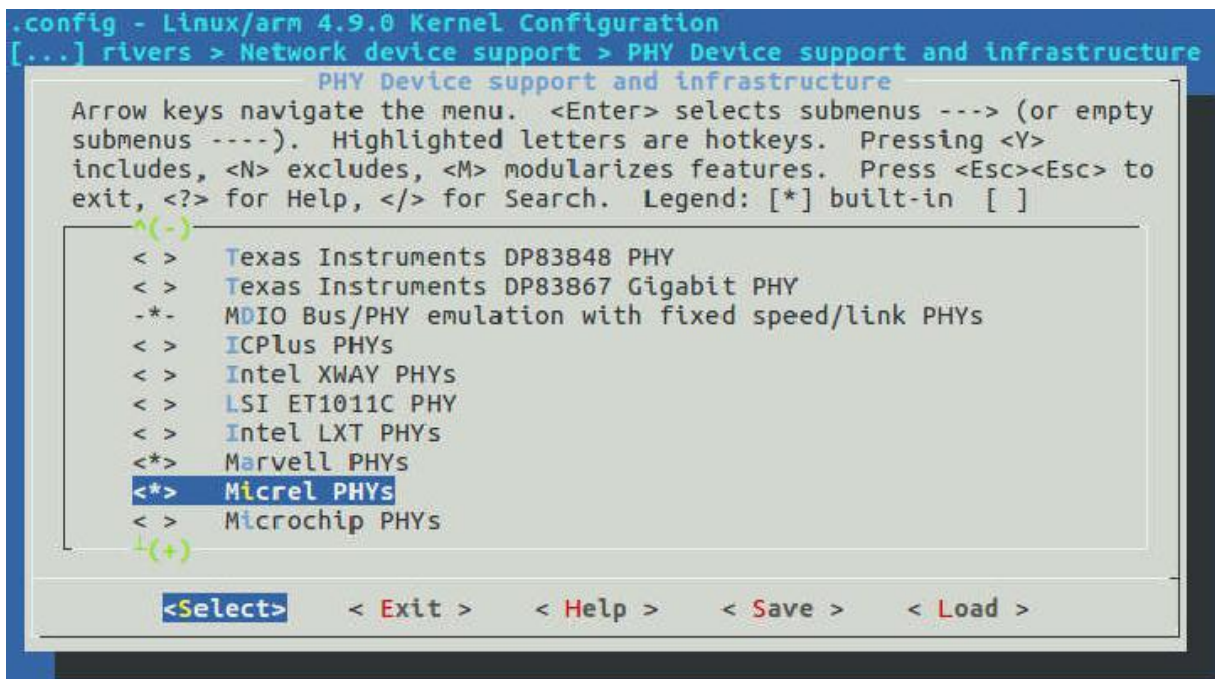 .config - Linux/arm 4.9.0 Kernel Configuration
[...] rivers > Network device support > PHY Device support and infrastructure
PHY Device support and infrastructure
Arrow keys navigate the menu.  <Enter> selects submenus ---> (or empty
submenus ----).  Highlighted letters are hotkeys.  Pressing <Y>
includes, <N> excludes, <M> modularizes features.  Press <Esc><Esc> to
exit, <?> for Help, </> for Search.  Legend: [*] built-in  [ ]
^(-)
< >   Texas Instruments DP83848 PHY
< >   Texas Instruments DP83867 Gigabit PHY
-*-   MDIO Bus/PHY emulation with fixed speed/link PHYs
< >   ICPlus PHYs
< >   Intel XWAY PHYs
< >   LSI ET1011C PHY
< >   Intel LXT PHYs
<*>   Marvell PHYs
<*>   Micrel PHYs
< >   Microchip PHYs
┴(+)
<Select>    < Exit >    < Help >    < Save >    < Load >